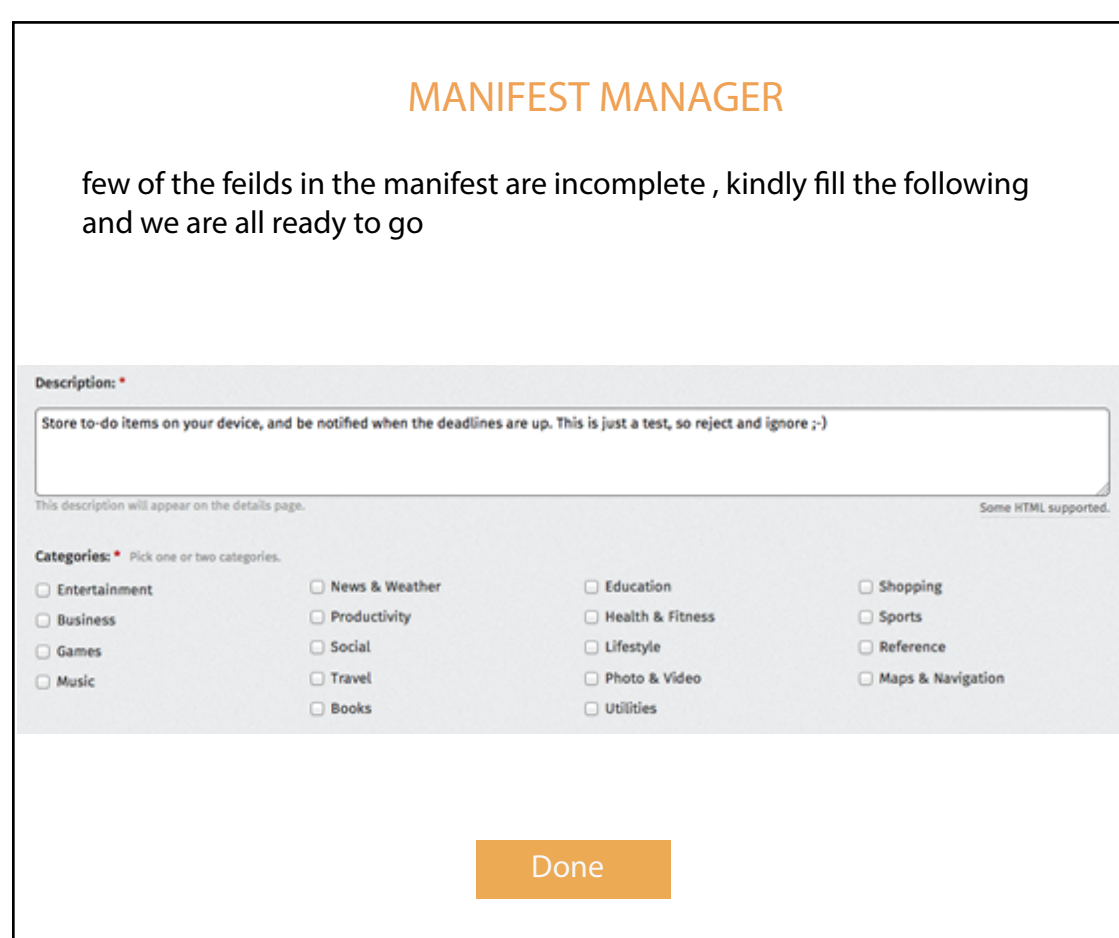 MANIFEST MANAGER
few of the feilds in the manifest are incomplete , kindly fill the following
and we are all ready to go
Description: *
Store to-do items on your device, and be notified when the deadlines are up. This is just a test, so reject and ignore ;-)
This description will appear on the details page. Some HTML supported.
Categories: * Pick one or two categories.
Entertainment News & Weather Education Shopping
Business Productivity Health & Fitness Sports
Games Social Lifestyle Reference
Music Travel Photo & Video Maps & Navigation
Books Utilities
Done